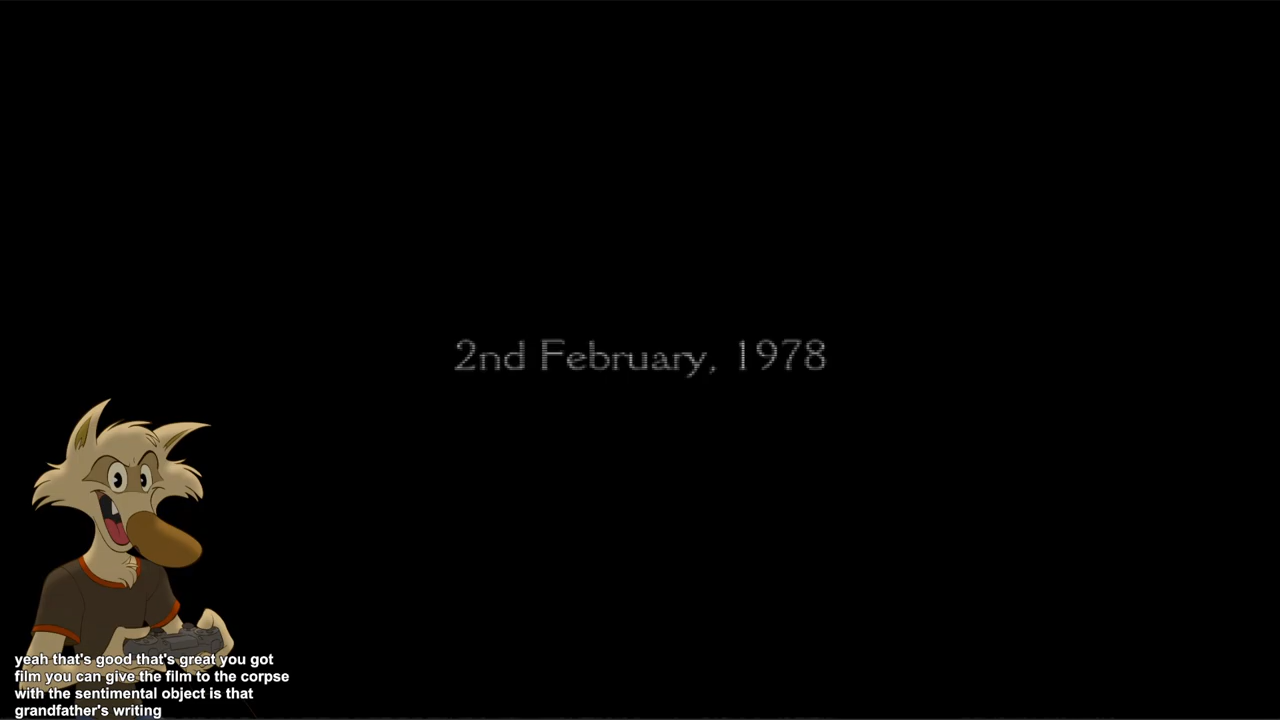 2nd February, 1978
yeah that's good that's great you got
film you can give the film to the corpse
with the sentimental object is that
grandfather's writing